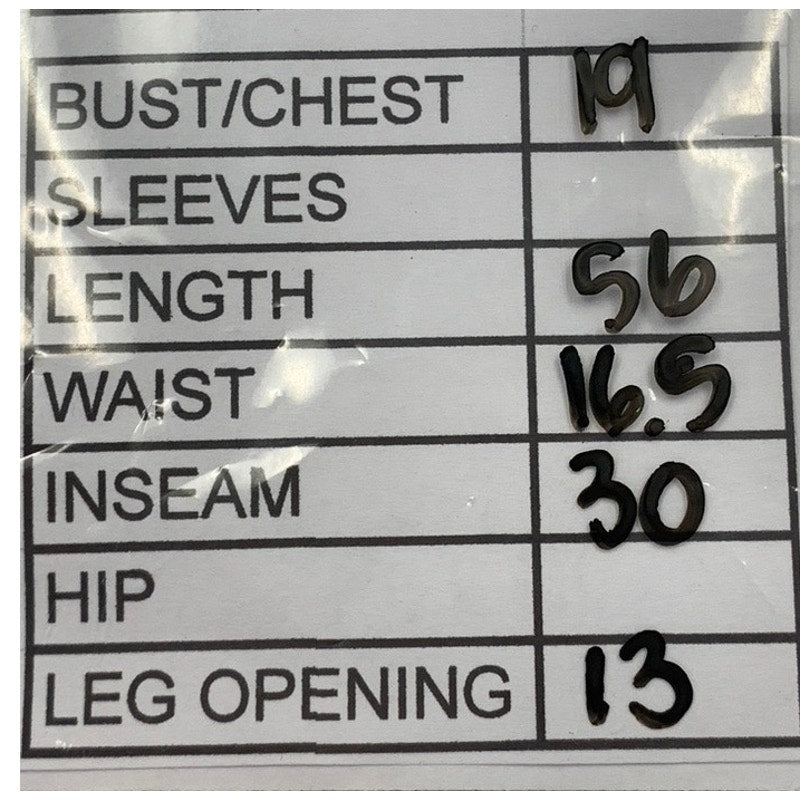 BUST/CHEST 19
SLEEVES
LENGTH 56
WAIST 16.5
INSEAM 30
HIP
LEG OPENING 13